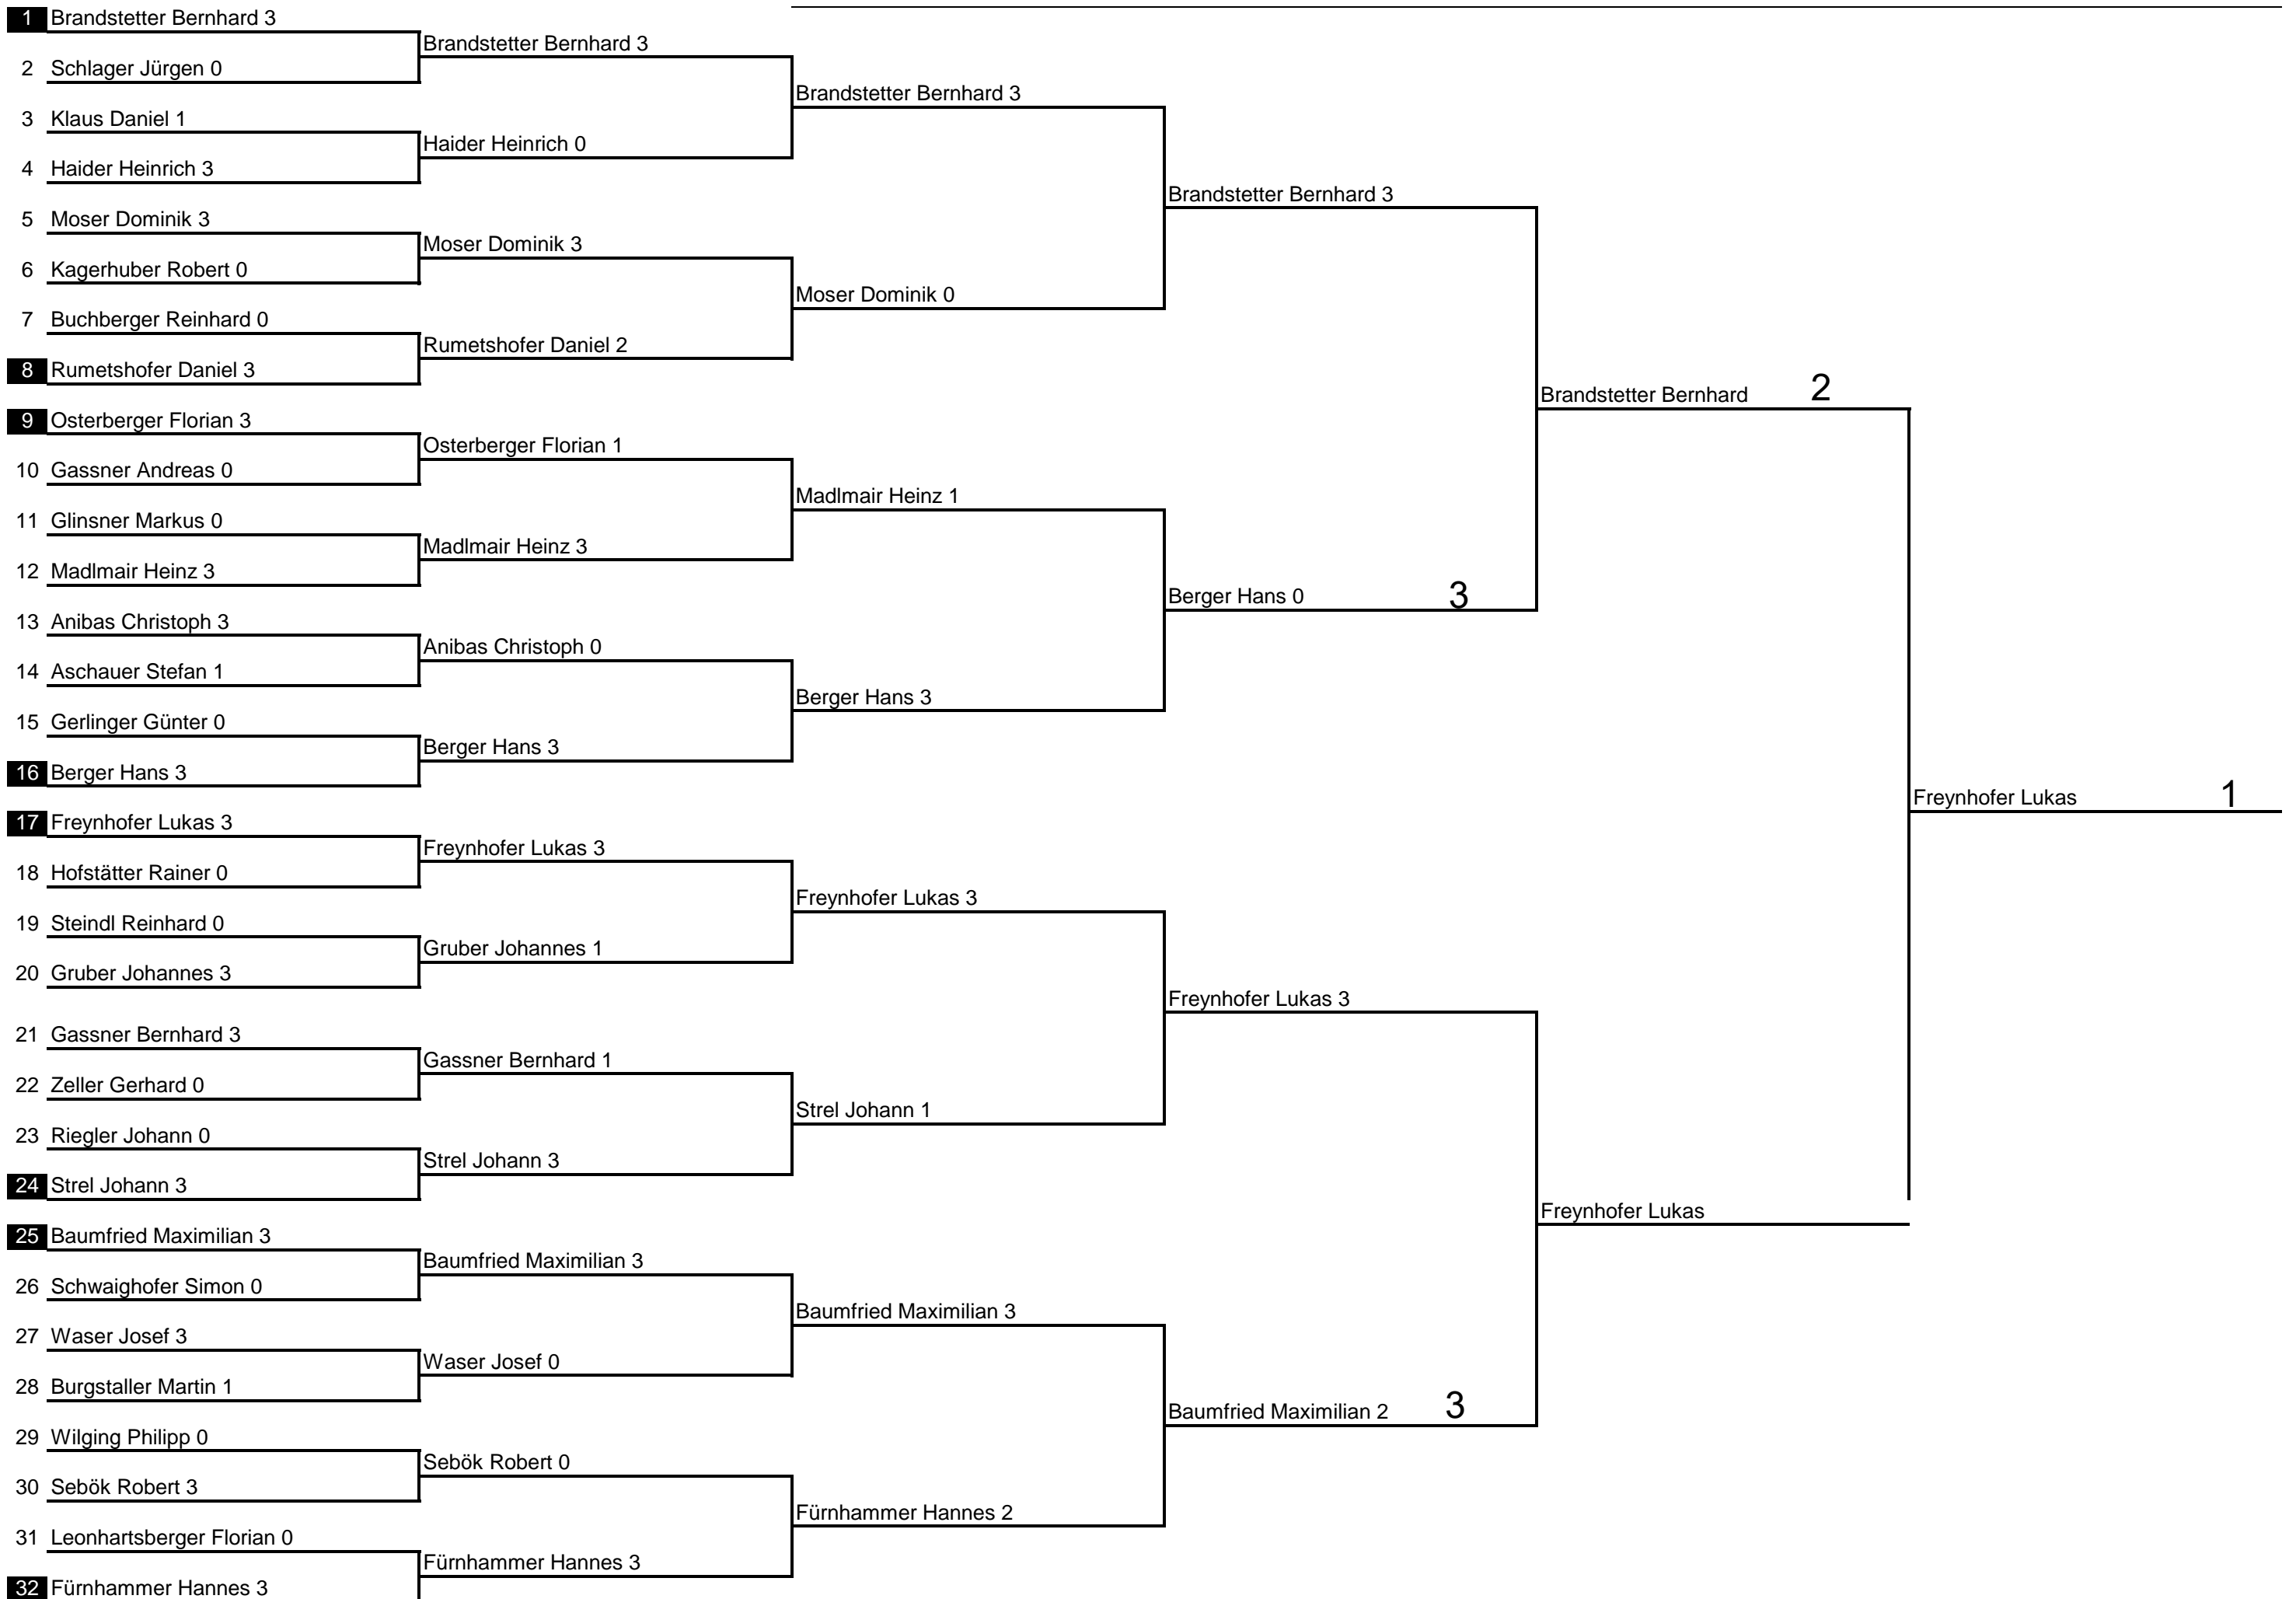 1 Brandstetter Bernhard 3
2 Schlager Jürgen 0
3 Klaus Daniel 1
4 Haider Heinrich 3
5 Moser Dominik 3
6 Kagerhuber Robert 0
7 Buchberger Reinhard 0
8 Rumetshofer Daniel 3
9 Osterberger Florian 3
10 Gassner Andreas 0
11 Glinsner Markus 0
12 Madlmair Heinz 3
13 Anibas Christoph 3
14 Aschauer Stefan 1
15 Gerlinger Günter 0
16 Berger Hans 3
17 Freynhofer Lukas 3
18 Hofstätter Rainer 0
19 Steindl Reinhard 0
20 Gruber Johannes 3
21 Gassner Bernhard 3
22 Zeller Gerhard 0
23 Riegler Johann 0
24 Strel Johann 3
25 Baumfried Maximilian 3
26 Schwaighofer Simon 0
27 Waser Josef 3
28 Burgstaller Martin 1
29 Wilging Philipp 0
30 Sebök Robert 3
31 Leonhartsberger Florian 0
32 Fürnhammer Hannes 3
Brandstetter Bernhard 3
Haider Heinrich 0
Moser Dominik 3
Rumetshofer Daniel 2
Osterberger Florian 1
Madlmair Heinz 3
Anibas Christoph 0
Berger Hans 3
Freynhofer Lukas 3
Gruber Johannes 1
Gassner Bernhard 1
Strel Johann 3
Baumfried Maximilian 3
Waser Josef 0
Sebök Robert 0
Fürnhammer Hannes 3
Brandstetter Bernhard 3
Moser Dominik 0
Madlmair Heinz 1
Berger Hans 3
Freynhofer Lukas 3
Strel Johann 1
Baumfried Maximilian 3
Fürnhammer Hannes 2
Brandstetter Bernhard 3
Berger Hans 0 3
Freynhofer Lukas 3
Baumfried Maximilian 2 3
Brandstetter Bernhard 2
Freynhofer Lukas
Freynhofer Lukas 1